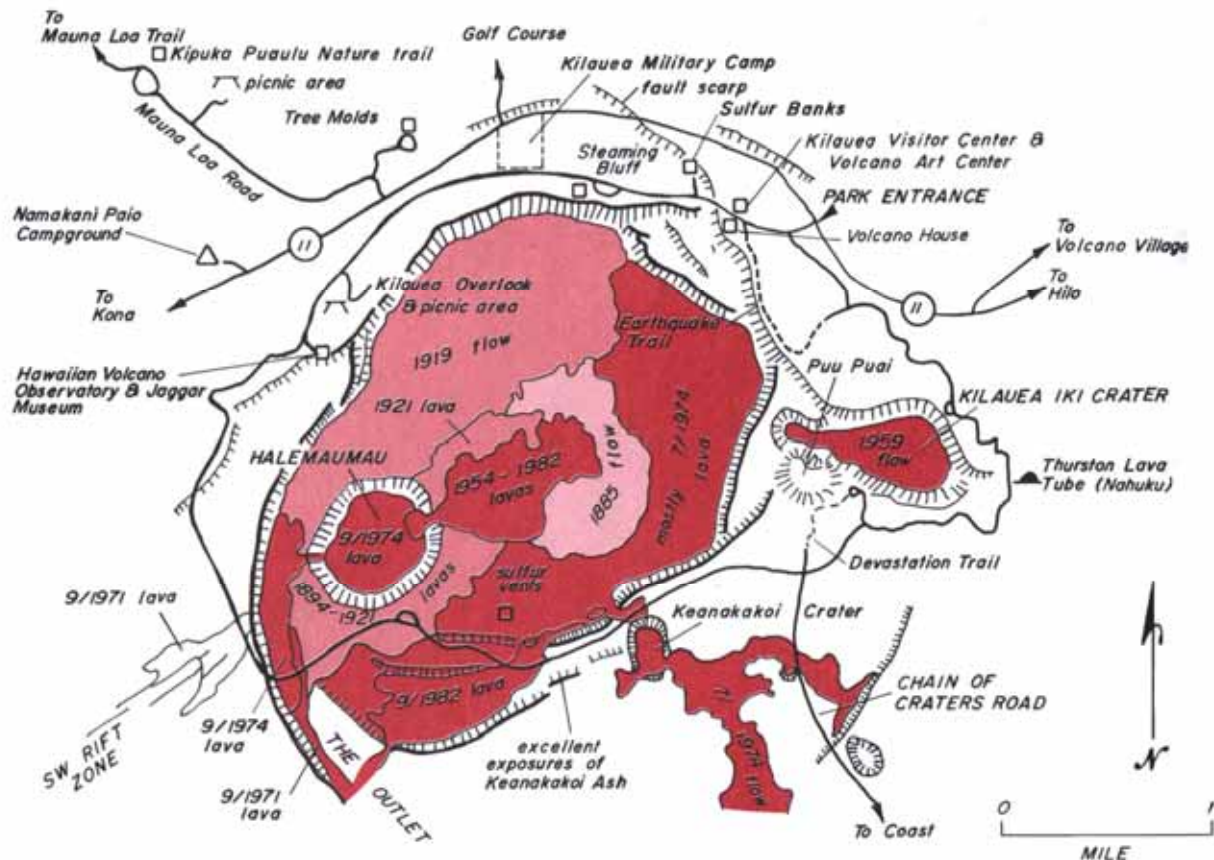 To
Mauna Loa Trail
Kipuka Puaulu Nature trail
picnic area
Mauna Loa Road
Tree Molds
Golf Course
Kilauea Military Camp
fault scarp
Sulfur Banks
Steaming
Bluff
Kilauea Visitor Center &
Volcano Art Center
PARK ENTRANCE
Volcano House
To
Volcano Village
To
Hilo
11
Namakani Paio
Campground
11
To
Kona
Kilauea Overlook
& picnic area
Hawaiian Volcano
Observatory & Jaggar
Museum
1919 flow
Earthquake
Trail
Puu Puai
KILAUEA IKI CRATER
1959
flow
Thurston Lava
Tube (Nahuku)
1921 lava
HALEMAUMAU
1954-1982
lavas
1885 flow
mostly 7/1974 lava
9/1974
lava
1894-1921 lavas
sulfur
vents
Devastation Trail
9/1971 lava
Keanakakoi Crater
9/1982 lava
CHAIN OF
CRATERS ROAD
9/1974
lava
SW RIFT
ZONE
9/1971
lava
THE
OUTLET
excellent
exposures of
Keanakakoi Ash
1974 flow
To Coast
N
0 1
MILE